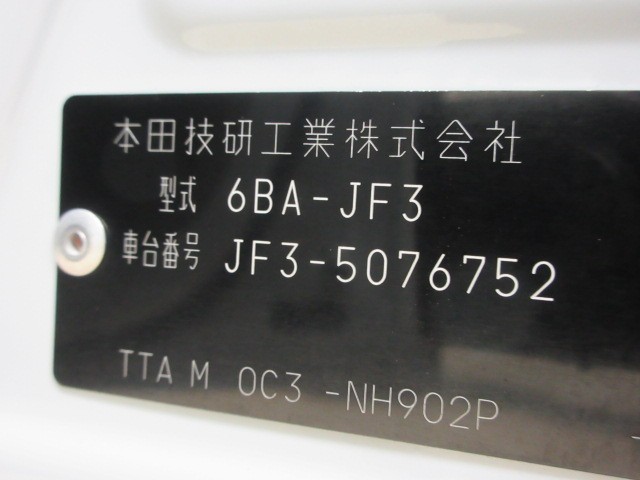 本田技研工業株式会社
型式 6BA-JF3
車台番号 JF3-5076752
TTA M 0C3 -NH902P